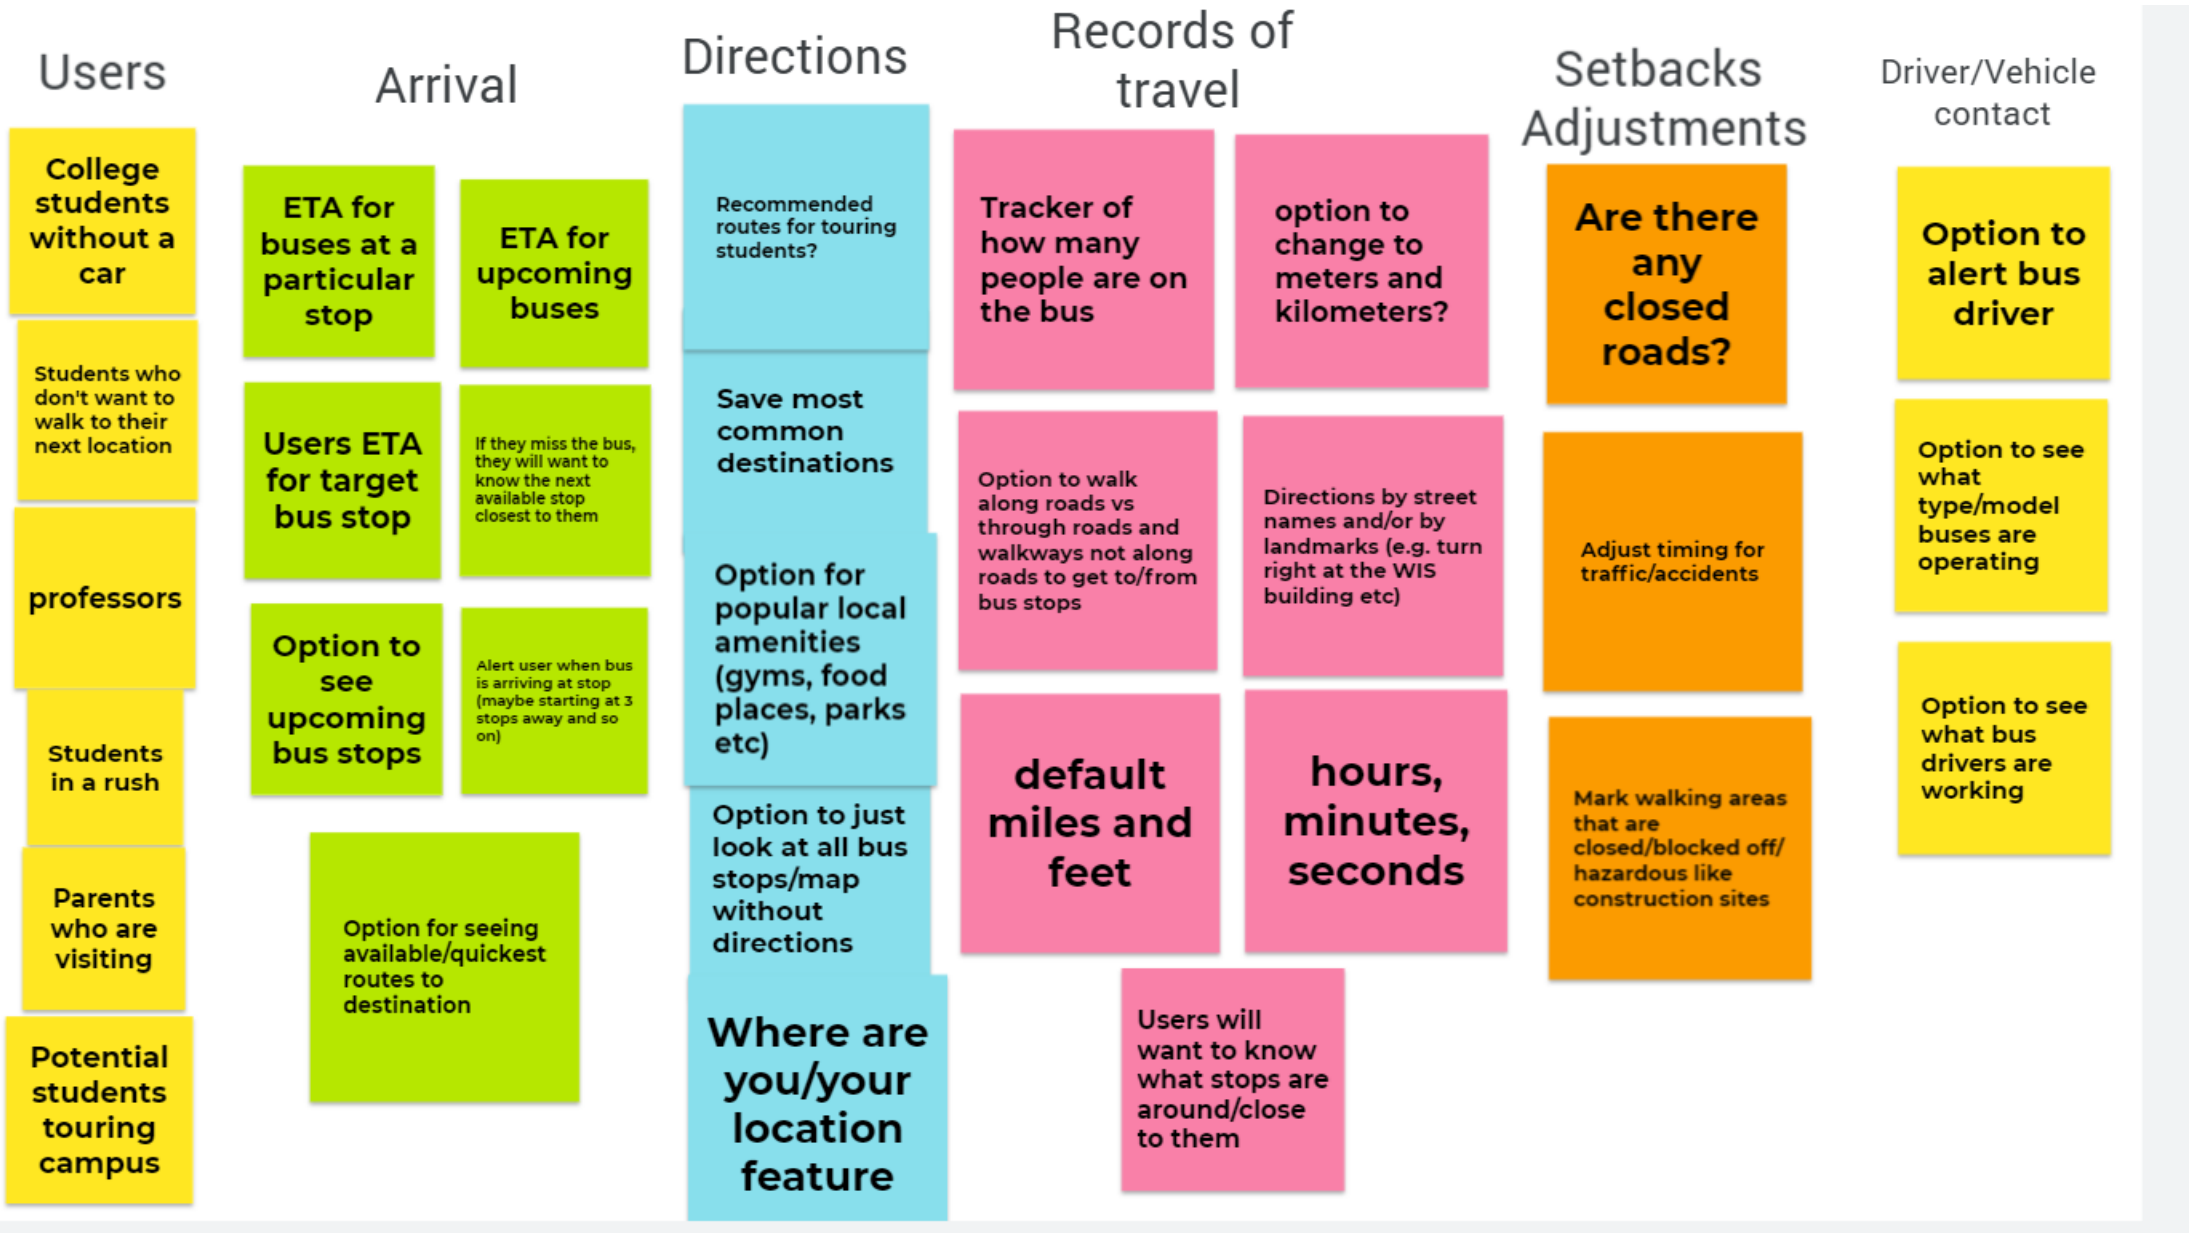 Users
College
students
without a
car
Students who
don't want to
walk to their
next location
professors
Students
in a rush
Parents
who are
visiting
Potential
students
touring
campus
Arrival
ETA for
buses at a
particular
stop
ETA for
upcoming
buses
Users ETA
for target
bus stop
If they miss the bus,
they will want to
know the next
available stop
closest to them
Option to
see
upcoming
bus stops
Alert user when bus
is arriving at stop
(maybe starting at 3
stops away and so
on)
Option for seeing
available/quickest
routes to
destination
Directions
Recommended
routes for touring
students?
Save most
common
destinations
Option for
popular local
amenities
(gyms, food
places, parks
etc)
Option to just
look at all bus
stops/map
without
directions
Where are
you/your
location
feature
Records of
travel
Tracker of
how many
people are on
the bus
option to
change to
meters and
kilometers?
Option to walk
along roads vs
through roads and
walkways not along
roads to get to/from
bus stops
Directions by street
names and/or by
landmarks (e.g. turn
right at the WIS
building etc)
default
miles and
feet
hours,
minutes,
seconds
Users will
want to know
what stops are
around/close
to them
Setbacks
Adjustments
Are there
any
closed
roads?
Adjust timing for
traffic/accidents
Mark walking areas
that are
closed/blocked off/
hazardous like
construction sites
Driver/Vehicle
contact
Option to
alert bus
driver
Option to see
what
type/model
buses are
operating
Option to see
what bus
drivers are
working